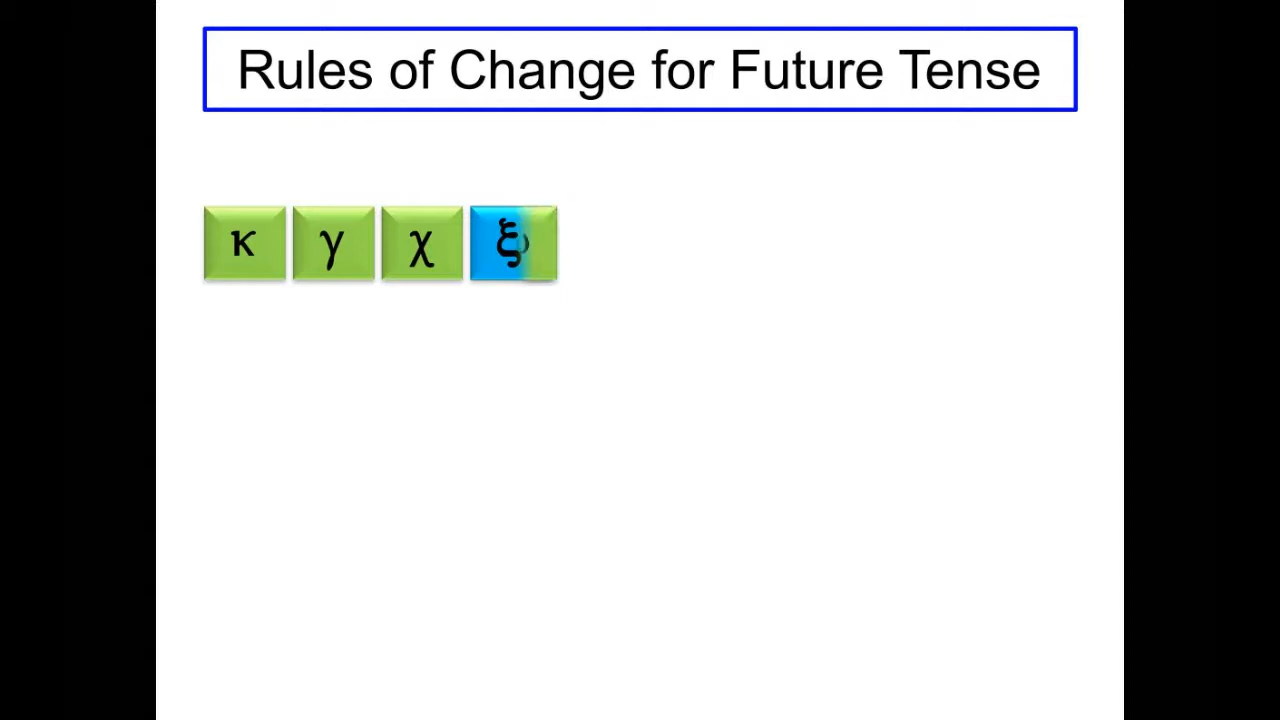 Rules of Change for Future Tense
κ γ χ ξ